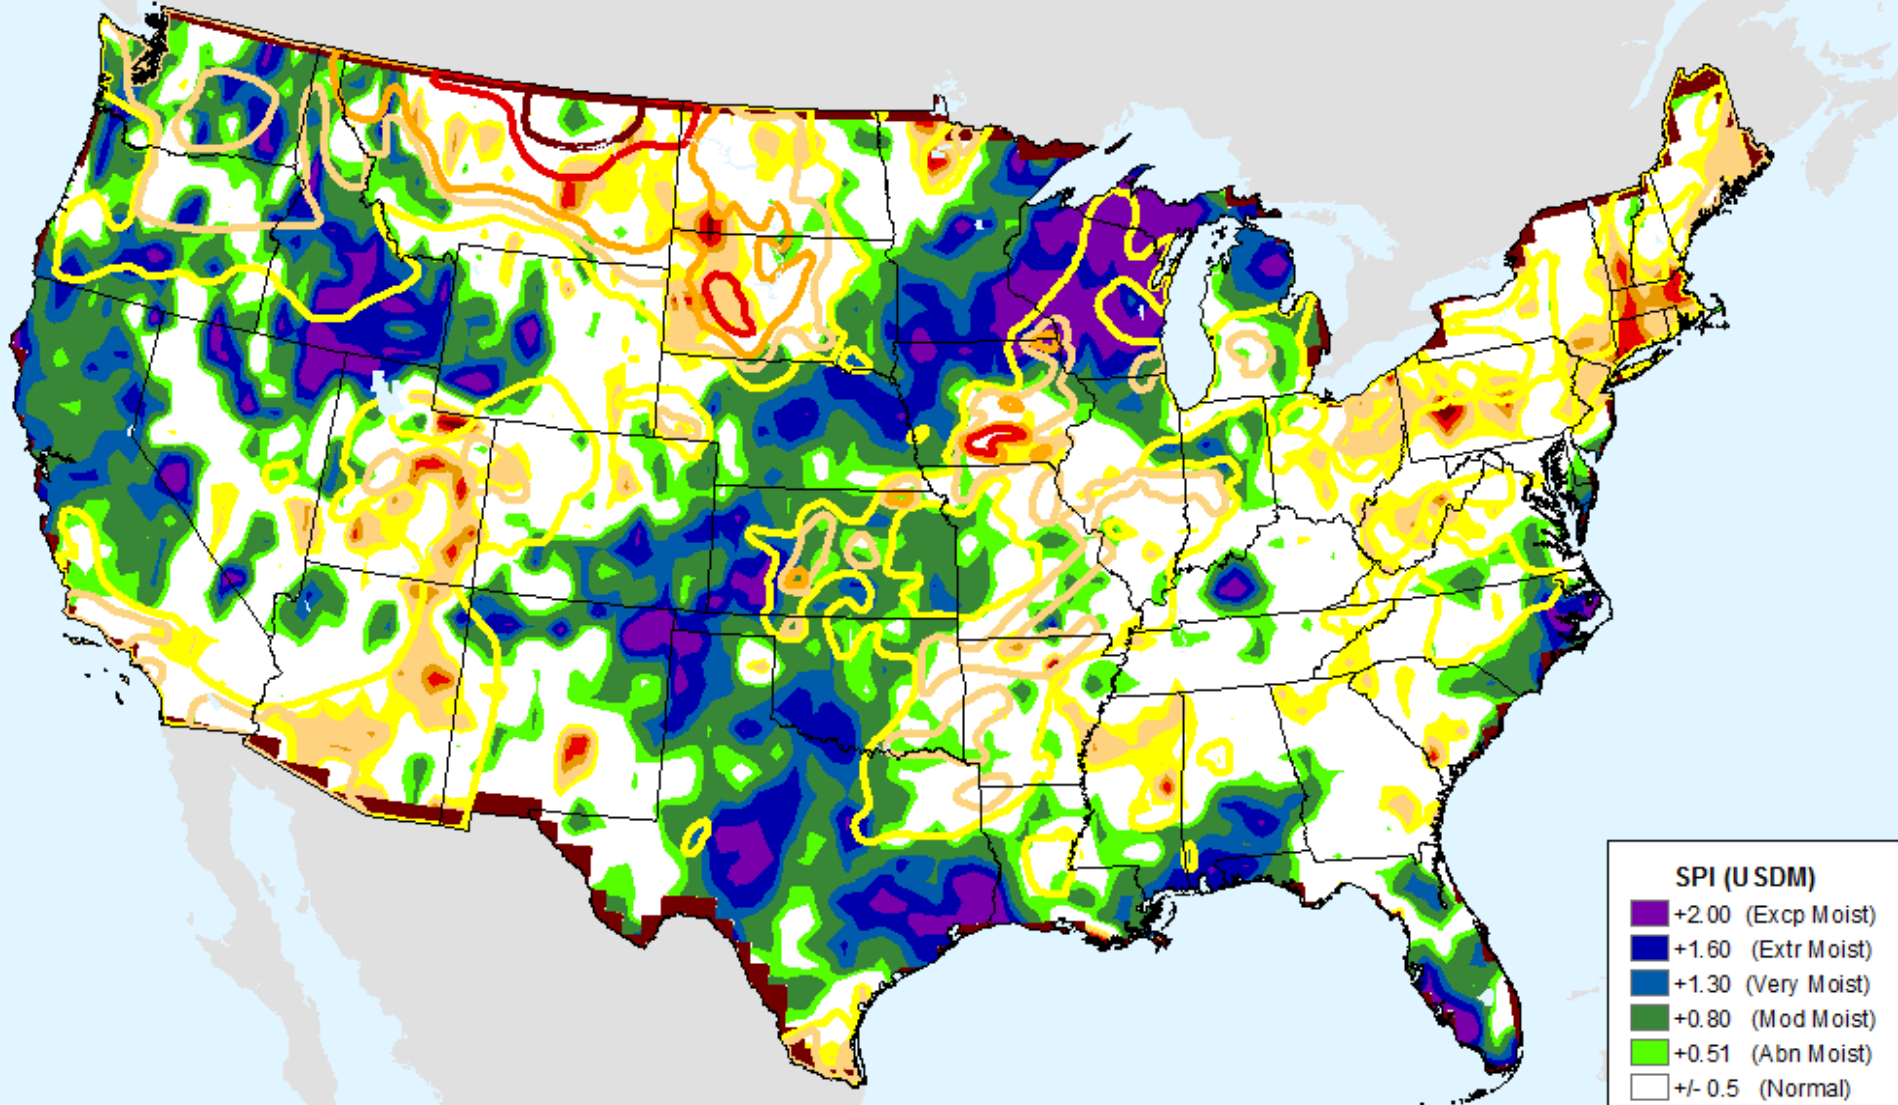 SPI (USDM)
+2.00 (Excp Moist)
+1.60 (Extr Moist)
+1.30 (Very Moist)
+0.80 (Mod Moist)
+0.51 (Abn Moist)
+/- 0.5 (Normal)